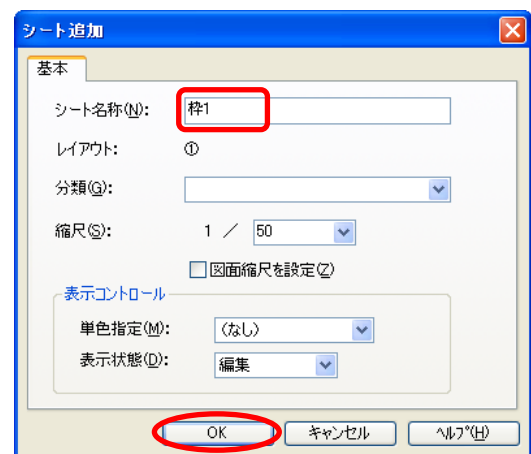 シート追加
基本
シート名称(N): 枠1
レイアウト: ①
分類(G):
縮尺(S): 1 ／ 50
図面縮尺を設定(Z)
表示コントロール
単色指定(M): (なし)
表示状態(D): 編集
OK キャンセル ヘルプ(H)